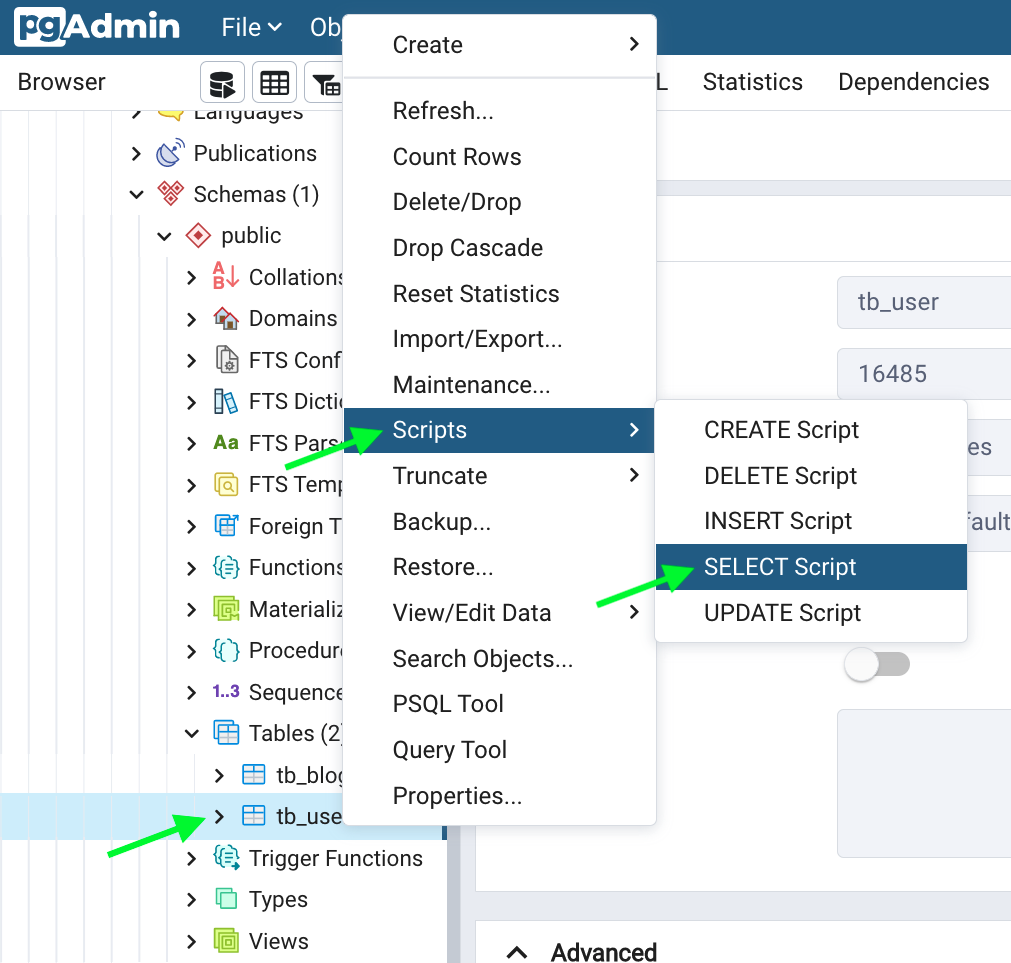 pgAdmin
File
Ob
Browser
L
Statistics
Dependencies
Languages
Publications
Schemas (1)
public
Collations
Domains
FTS Conf
FTS Dictio
Aa FTS Pars
FTS Temp
Foreign T
Functions
Materializ
Procedure
1..3 Sequence
Tables (2)
tb_blog
tb_use
Trigger Functions
Types
Views
Create
Refresh...
Count Rows
Delete/Drop
Drop Cascade
Reset Statistics
Import/Export...
Maintenance...
Scripts
Truncate
Backup...
Restore...
View/Edit Data
Search Objects...
PSQL Tool
Query Tool
Properties...
CREATE Script
DELETE Script
INSERT Script
SELECT Script
UPDATE Script
tb_user
16485
es
fault
Advanced